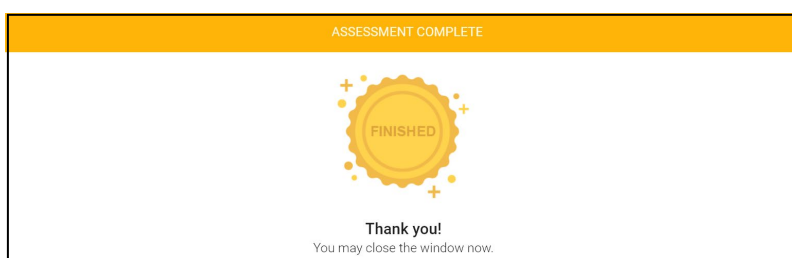 ASSESSMENT COMPLETE
FINISHED
Thank you!
You may close the window now.